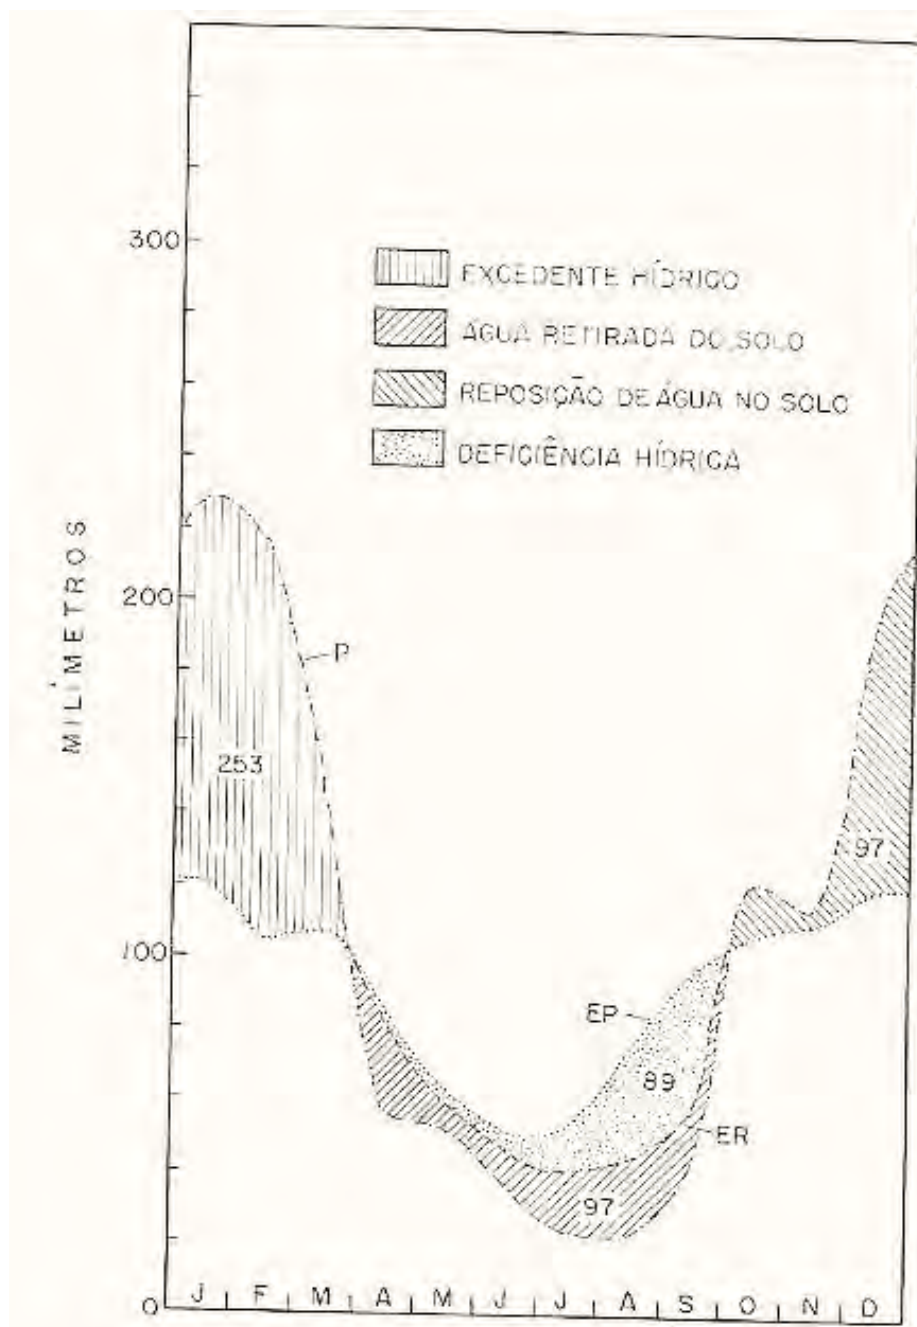 300
EXCEDENTE HÍDRICO
ÁGUA RETIRADA DO SOLO
REPOSIÇÃO DE ÁGUA NO SOLO
DEFICIÊNCIA HÍDRICA
MILÍMETROS
200
P
253
97
100
EP
89
ER
97
0
J F M A M J J A S O N D